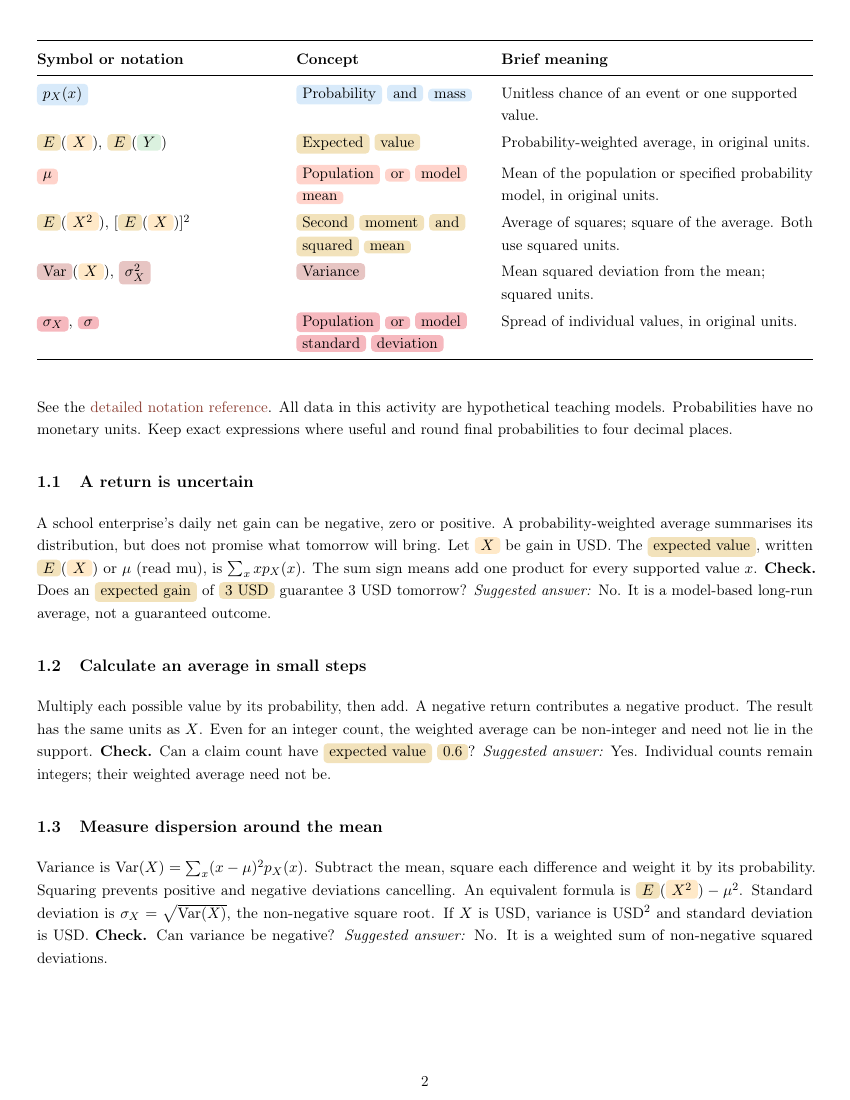 Symbol or notation Concept Brief meaning
p_X(x) Probability and mass Unitless chance of an event or one supported
value.
E(X), E(Y) Expected value Probability-weighted average, in original units.
μ Population or model Mean of the population or specified probability
mean model, in original units.
E(X²), [E(X)]² Second moment and Average of squares; square of the average. Both
squared mean use squared units.
Var(X), σ²_X Variance Mean squared deviation from the mean;
squared units.
σ_X, σ Population or model Spread of individual values, in original units.
standard deviation
See the detailed notation reference. All data in this activity are hypothetical teaching models. Probabilities have no
monetary units. Keep exact expressions where useful and round final probabilities to four decimal places.
1.1 A return is uncertain
A school enterprise's daily net gain can be negative, zero or positive. A probability-weighted average summarises its
distribution, but does not promise what tomorrow will bring. Let X be gain in USD. The expected value, written
E(X) or μ (read mu), is ∑_x xp_X(x). The sum sign means add one product for every supported value x. Check.
Does an expected gain of 3 USD guarantee 3 USD tomorrow? Suggested answer: No. It is a model-based long-run
average, not a guaranteed outcome.
1.2 Calculate an average in small steps
Multiply each possible value by its probability, then add. A negative return contributes a negative product. The result
has the same units as X. Even for an integer count, the weighted average can be non-integer and need not lie in the
support. Check. Can a claim count have expected value 0.6? Suggested answer: Yes. Individual counts remain
integers; their weighted average need not be.
1.3 Measure dispersion around the mean
Variance is Var(X) = ∑_x(x − μ)²p_X(x). Subtract the mean, square each difference and weight it by its probability.
Squaring prevents positive and negative deviations cancelling. An equivalent formula is E(X²) − μ². Standard
deviation is σ_X = √Var(X), the non-negative square root. If X is USD, variance is USD² and standard deviation
is USD. Check. Can variance be negative? Suggested answer: No. It is a weighted sum of non-negative squared
deviations.
2